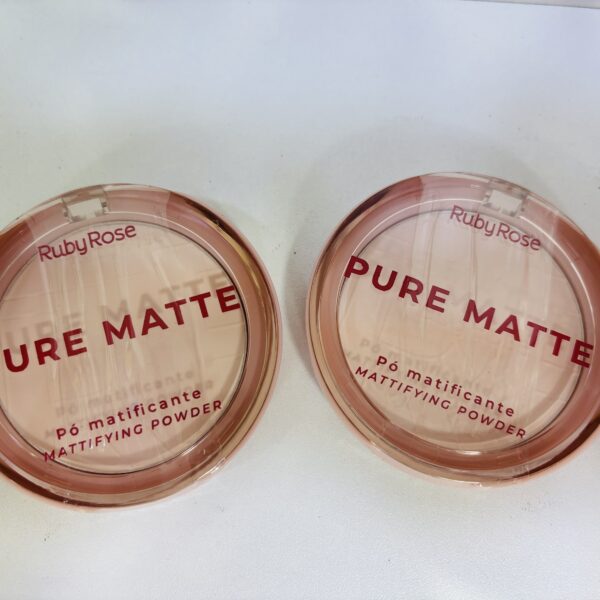 RubyRose
URE MATTE
Pó matificante
MATTIFYING POWDER
RubyRose
PURE MATTE
Pó matificante
MATTIFYING POWDER